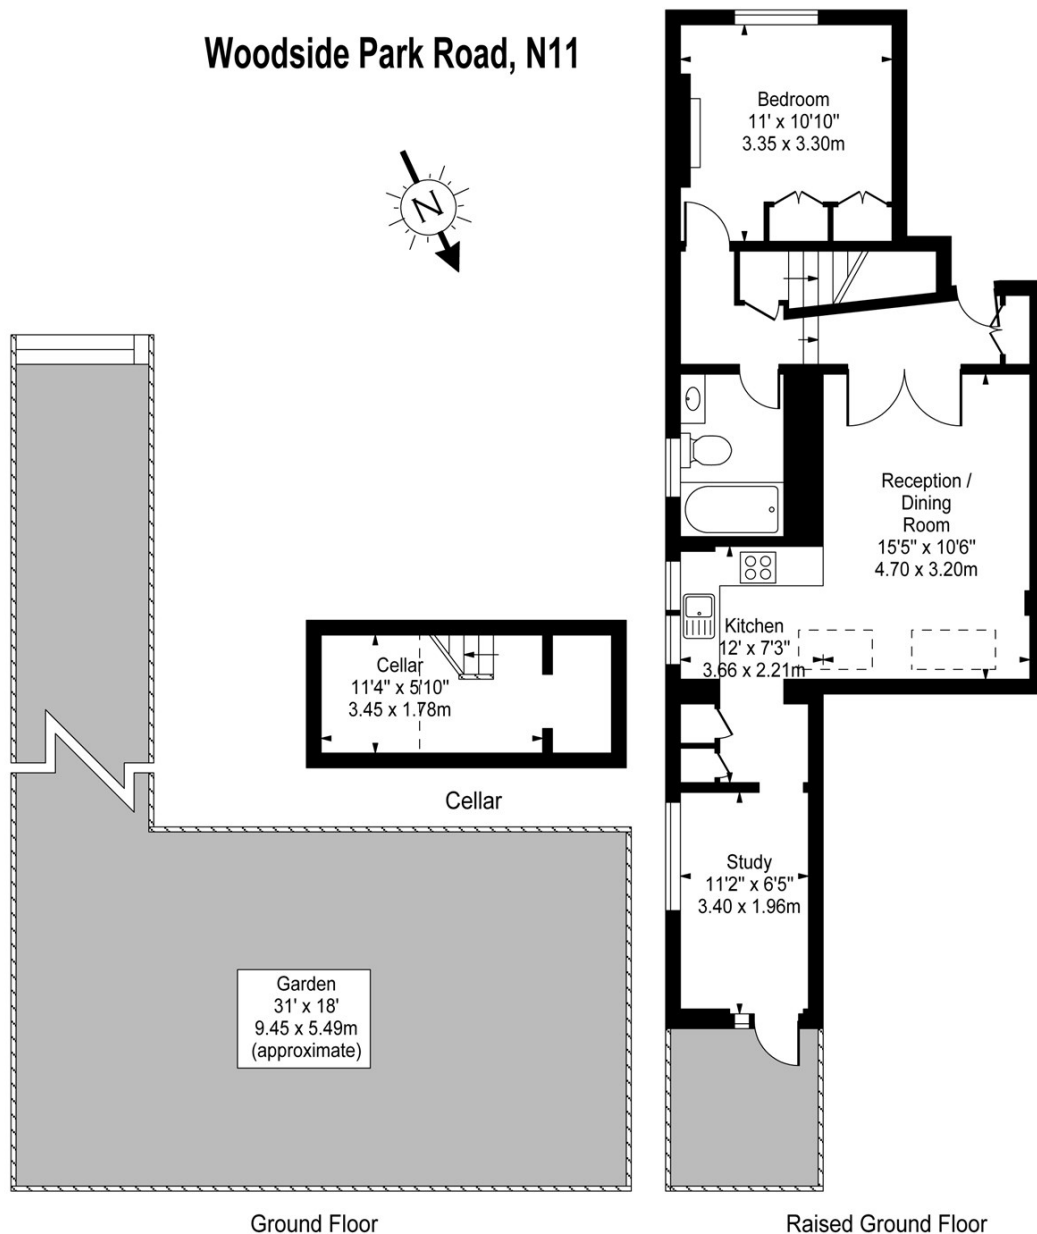 Woodside Park Road, N11
N
Bedroom
11' x 10'10"
3.35 x 3.30m
Reception /
Dining
Room
15'5" x 10'6"
4.70 x 3.20m
Kitchen
12' x 7'3"
3.66 x 2.21m
Cellar
11'4" x 5'10"
3.45 x 1.78m
Cellar
Study
11'2" x 6'5"
3.40 x 1.96m
Garden
31' x 18'
9.45 x 5.49m
(approximate)
Ground Floor
Raised Ground Floor